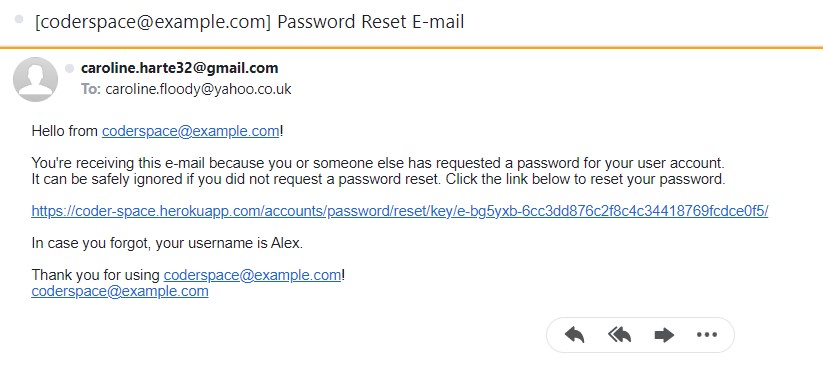 [coderspace@example.com] Password Reset E-mail
caroline.harte32@gmail.com
To: caroline.floody@yahoo.co.uk
Hello from coderspace@example.com!
You're receiving this e-mail because you or someone else has requested a password for your user account.
It can be safely ignored if you did not request a password reset. Click the link below to reset your password.
https://coder-space.herokuapp.com/accounts/password/reset/key/e-bg5yxb-6cc3dd876c2f8c4c34418769fcdce0f5/
In case you forgot, your username is Alex.
Thank you for using coderspace@example.com!
coderspace@example.com